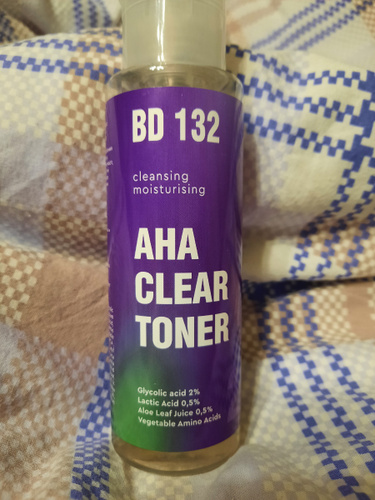 BD 132
cleansing
moisturising
AHA
CLEAR
TONER
Glycolic acid 2%
Lactic Acid 0,5%
Aloe Leaf Juice 0,5%
Vegetable Amino Acids